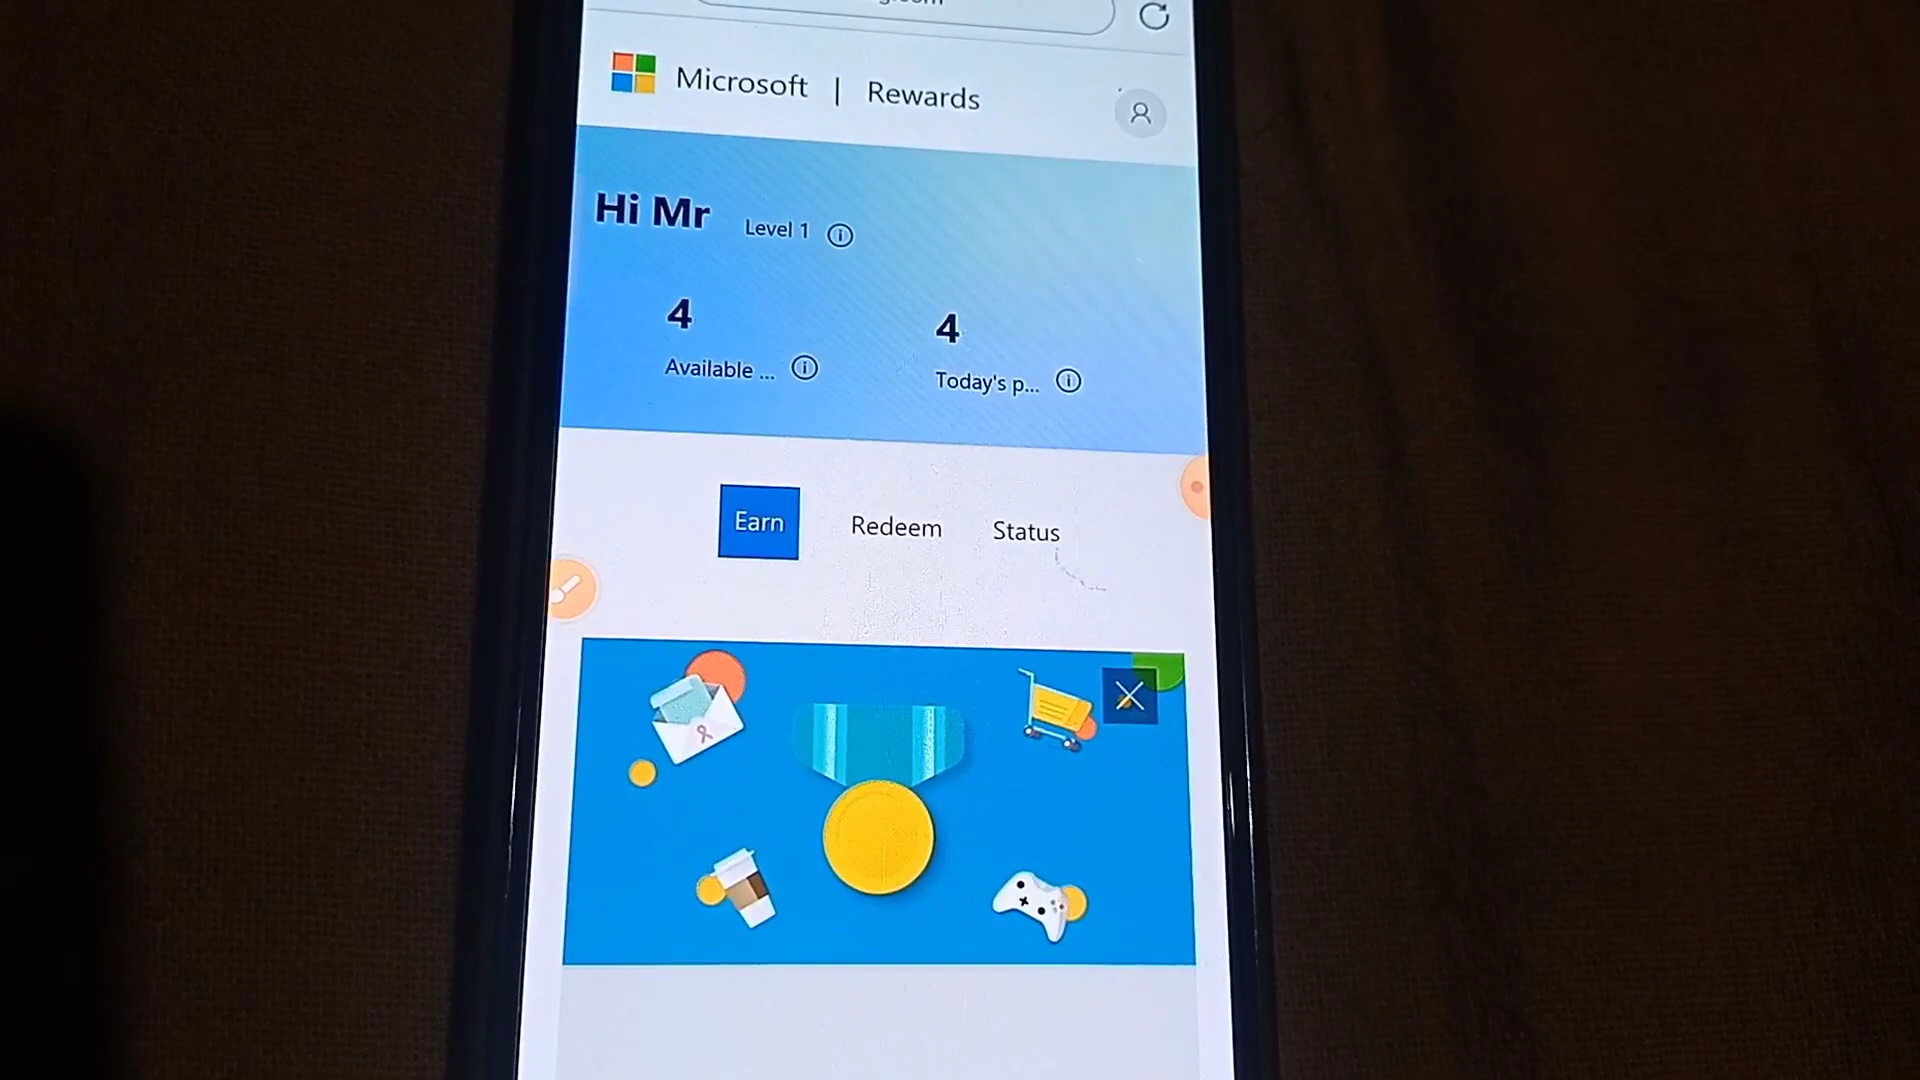 Microsoft | Rewards
Hi Mr Level 1
4 4
Available ... Today's p...
Earn Redeem Status